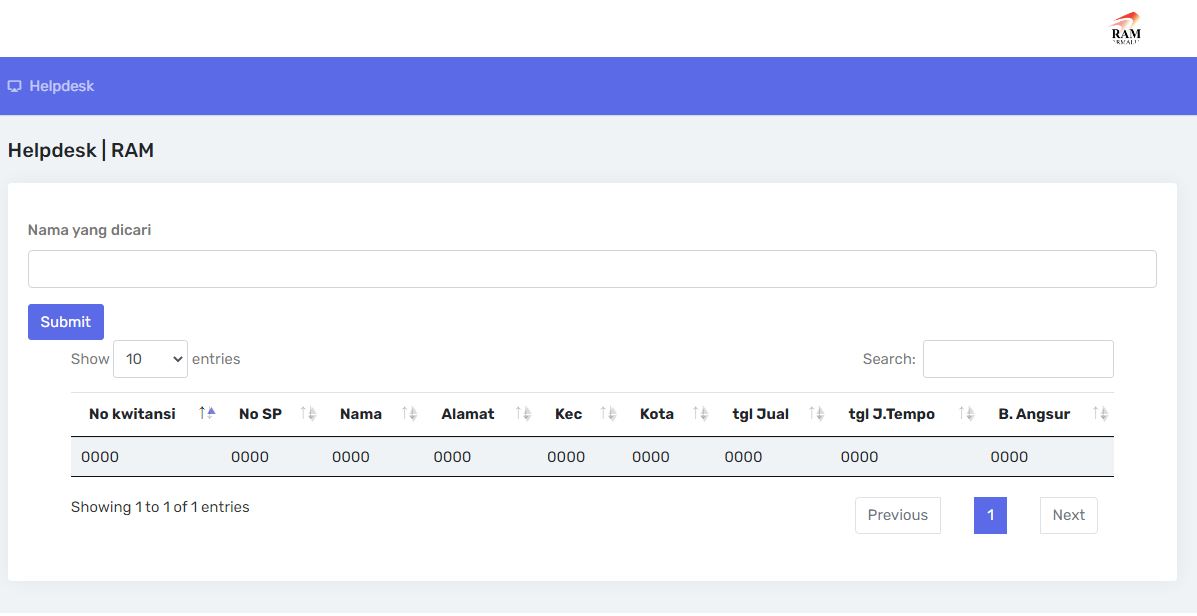 RAM
Helpdesk
Helpdesk | RAM
Nama yang dicari
Submit
Show 10 entries Search:
No kwitansi No SP Nama Alamat Kec Kota tgl Jual tgl J.Tempo B. Angsur
0000 0000 0000 0000 0000 0000 0000 0000 0000
Showing 1 to 1 of 1 entries Previous 1 Next